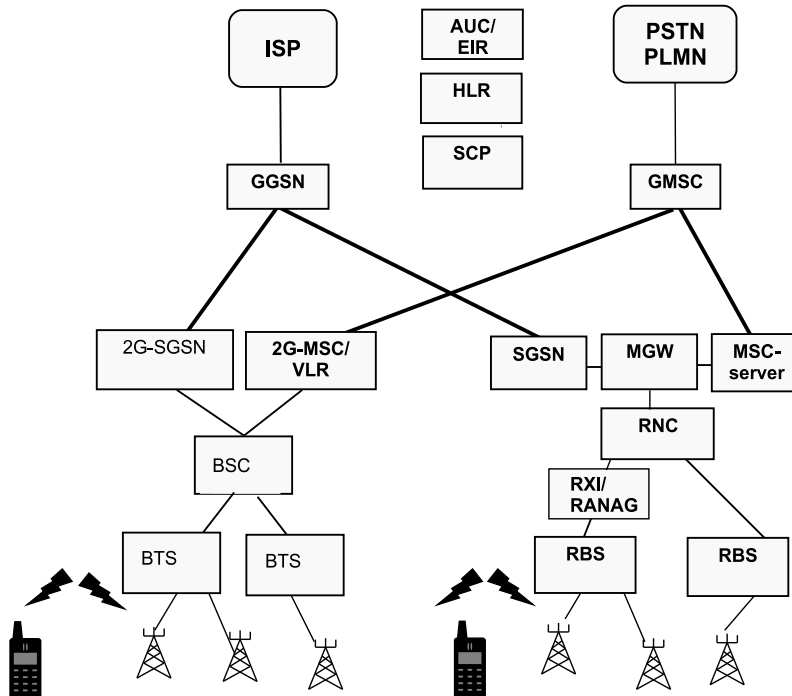 ISP
AUC/
EIR
PSTN
PLMN
HLR
SCP
GGSN
GMSC
2G-SGSN
2G-MSC/
VLR
SGSN
MGW
MSC-
server
RNC
BSC
RXI/
RANAG
BTS
BTS
RBS
RBS